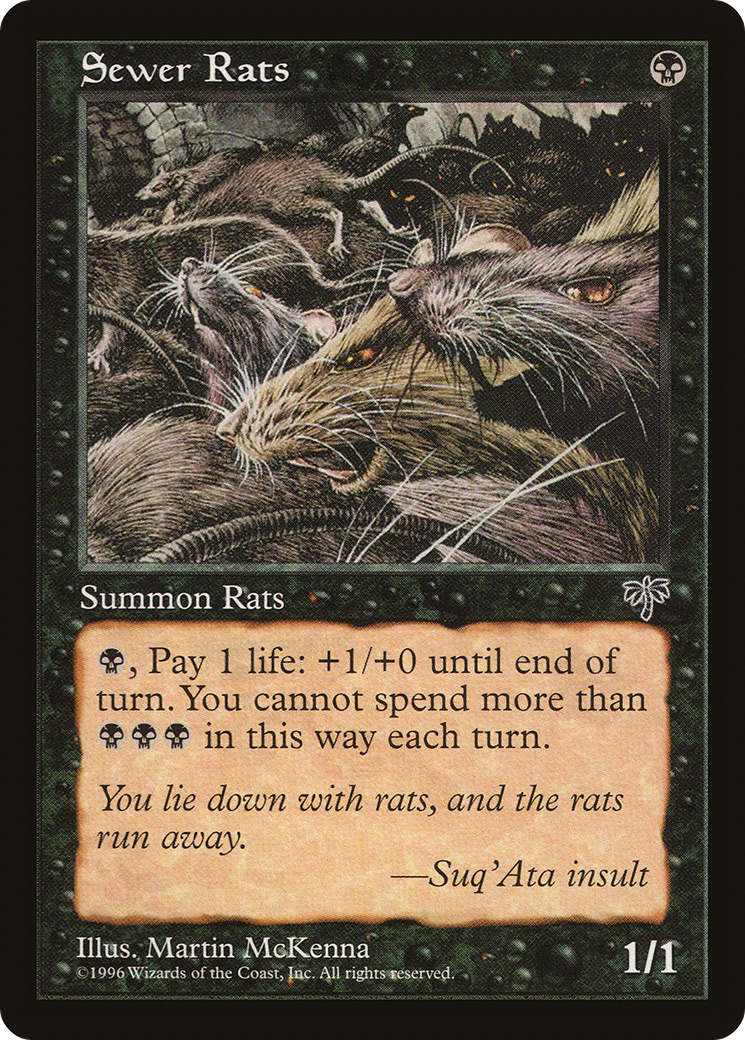 Sewer Rats
Summon Rats
, Pay 1 life: +1/+0 until end of
turn. You cannot spend more than
in this way each turn.
You lie down with rats, and the rats
run away.
—Suq'Ata insult
Illus. Martin McKenna
1/1
©1996 Wizards of the Coast, Inc. All rights reserved.